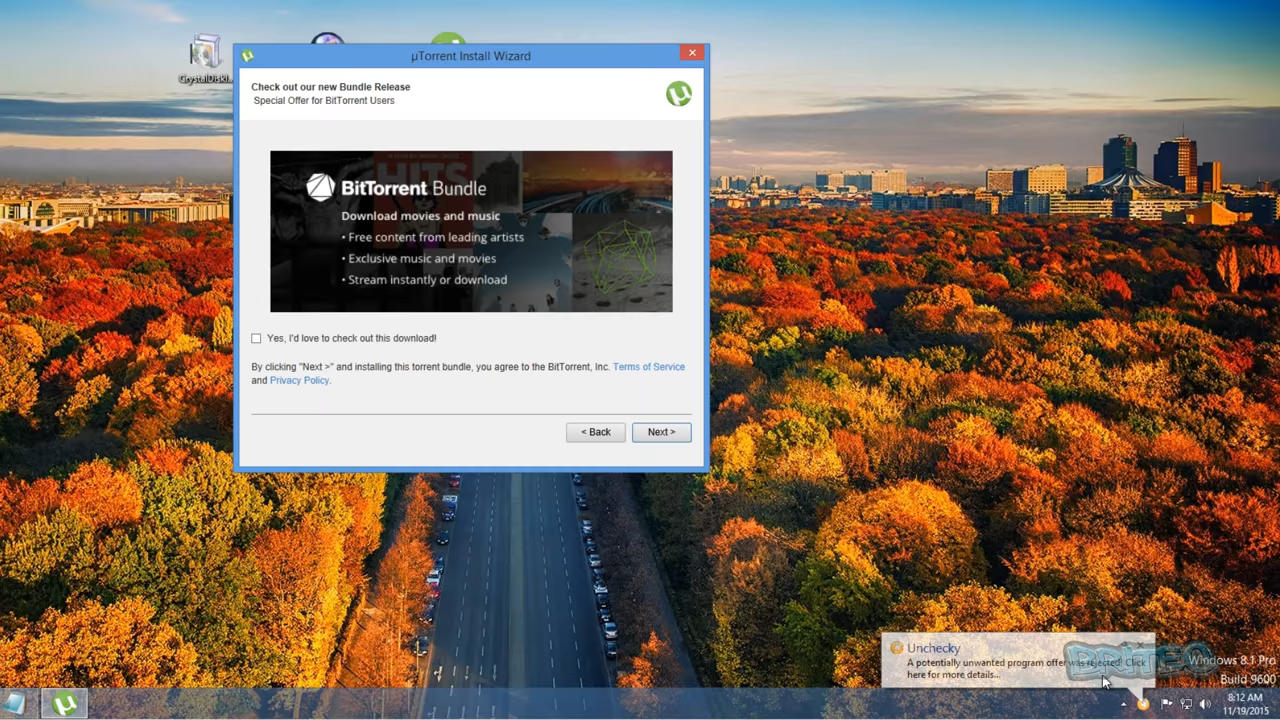 CrystalDiskI...
µTorrent Install Wizard
Check out our new Bundle Release
Special Offer for BitTorrent Users
HITS
BitTorrent Bundle
Download movies and music
• Free content from leading artists
• Exclusive music and movies
• Stream instantly or download
Yes, I'd love to check out this download!
By clicking "Next >" and installing this torrent bundle, you agree to the BitTorrent, Inc. Terms of Service
and Privacy Policy.
< Back
Next >
Unchecky
A potentially unwanted program offer was rejected! Click
here for more details...
BRITEC
Windows 8.1 Pro
Build 9600
8:12 AM
11/19/2015